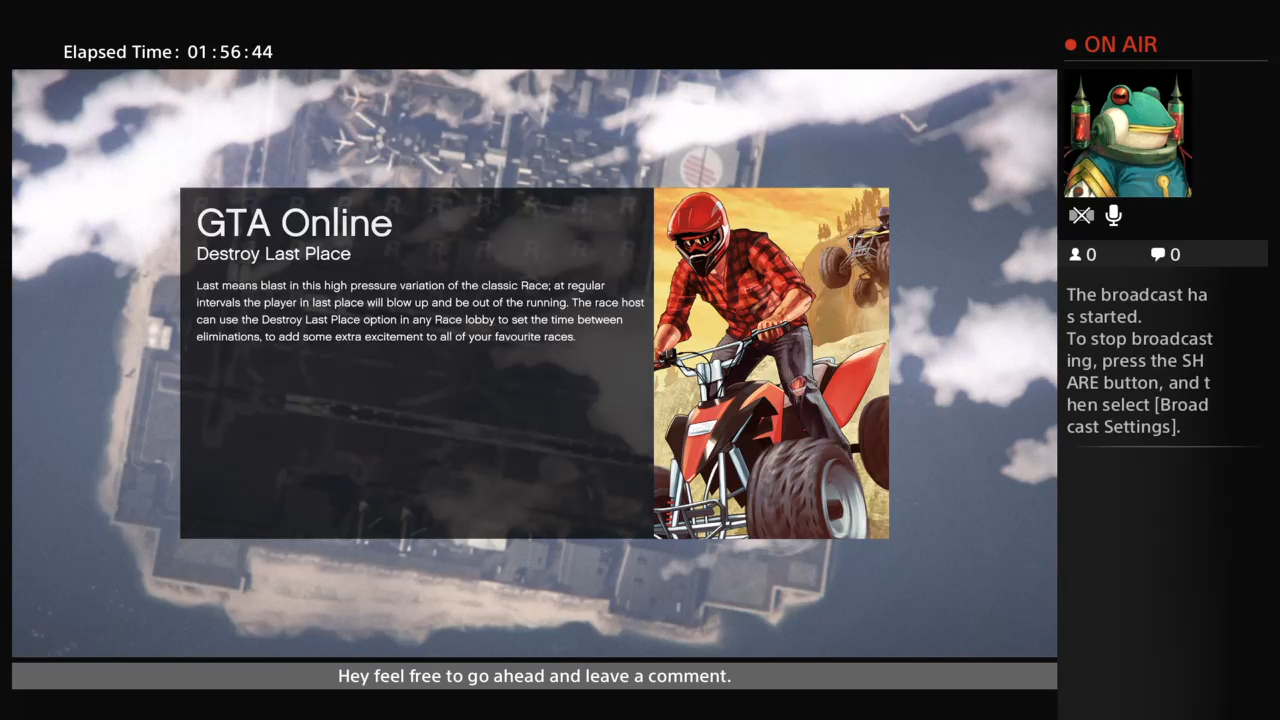 Elapsed Time: 01:56:44
ON AIR
GTA Online
Destroy Last Place
Last means blast in this high pressure variation of the classic Race; at regular
intervals the player in last place will blow up and be out of the running. The race host
can use the Destroy Last Place option in any Race lobby to set the time between
eliminations, to add some extra excitement to all of your favourite races.
0
0
The broadcast ha
s started.
To stop broadcast
ing, press the SH
ARE button, and t
hen select [Broad
cast Settings].
Hey feel free to go ahead and leave a comment.